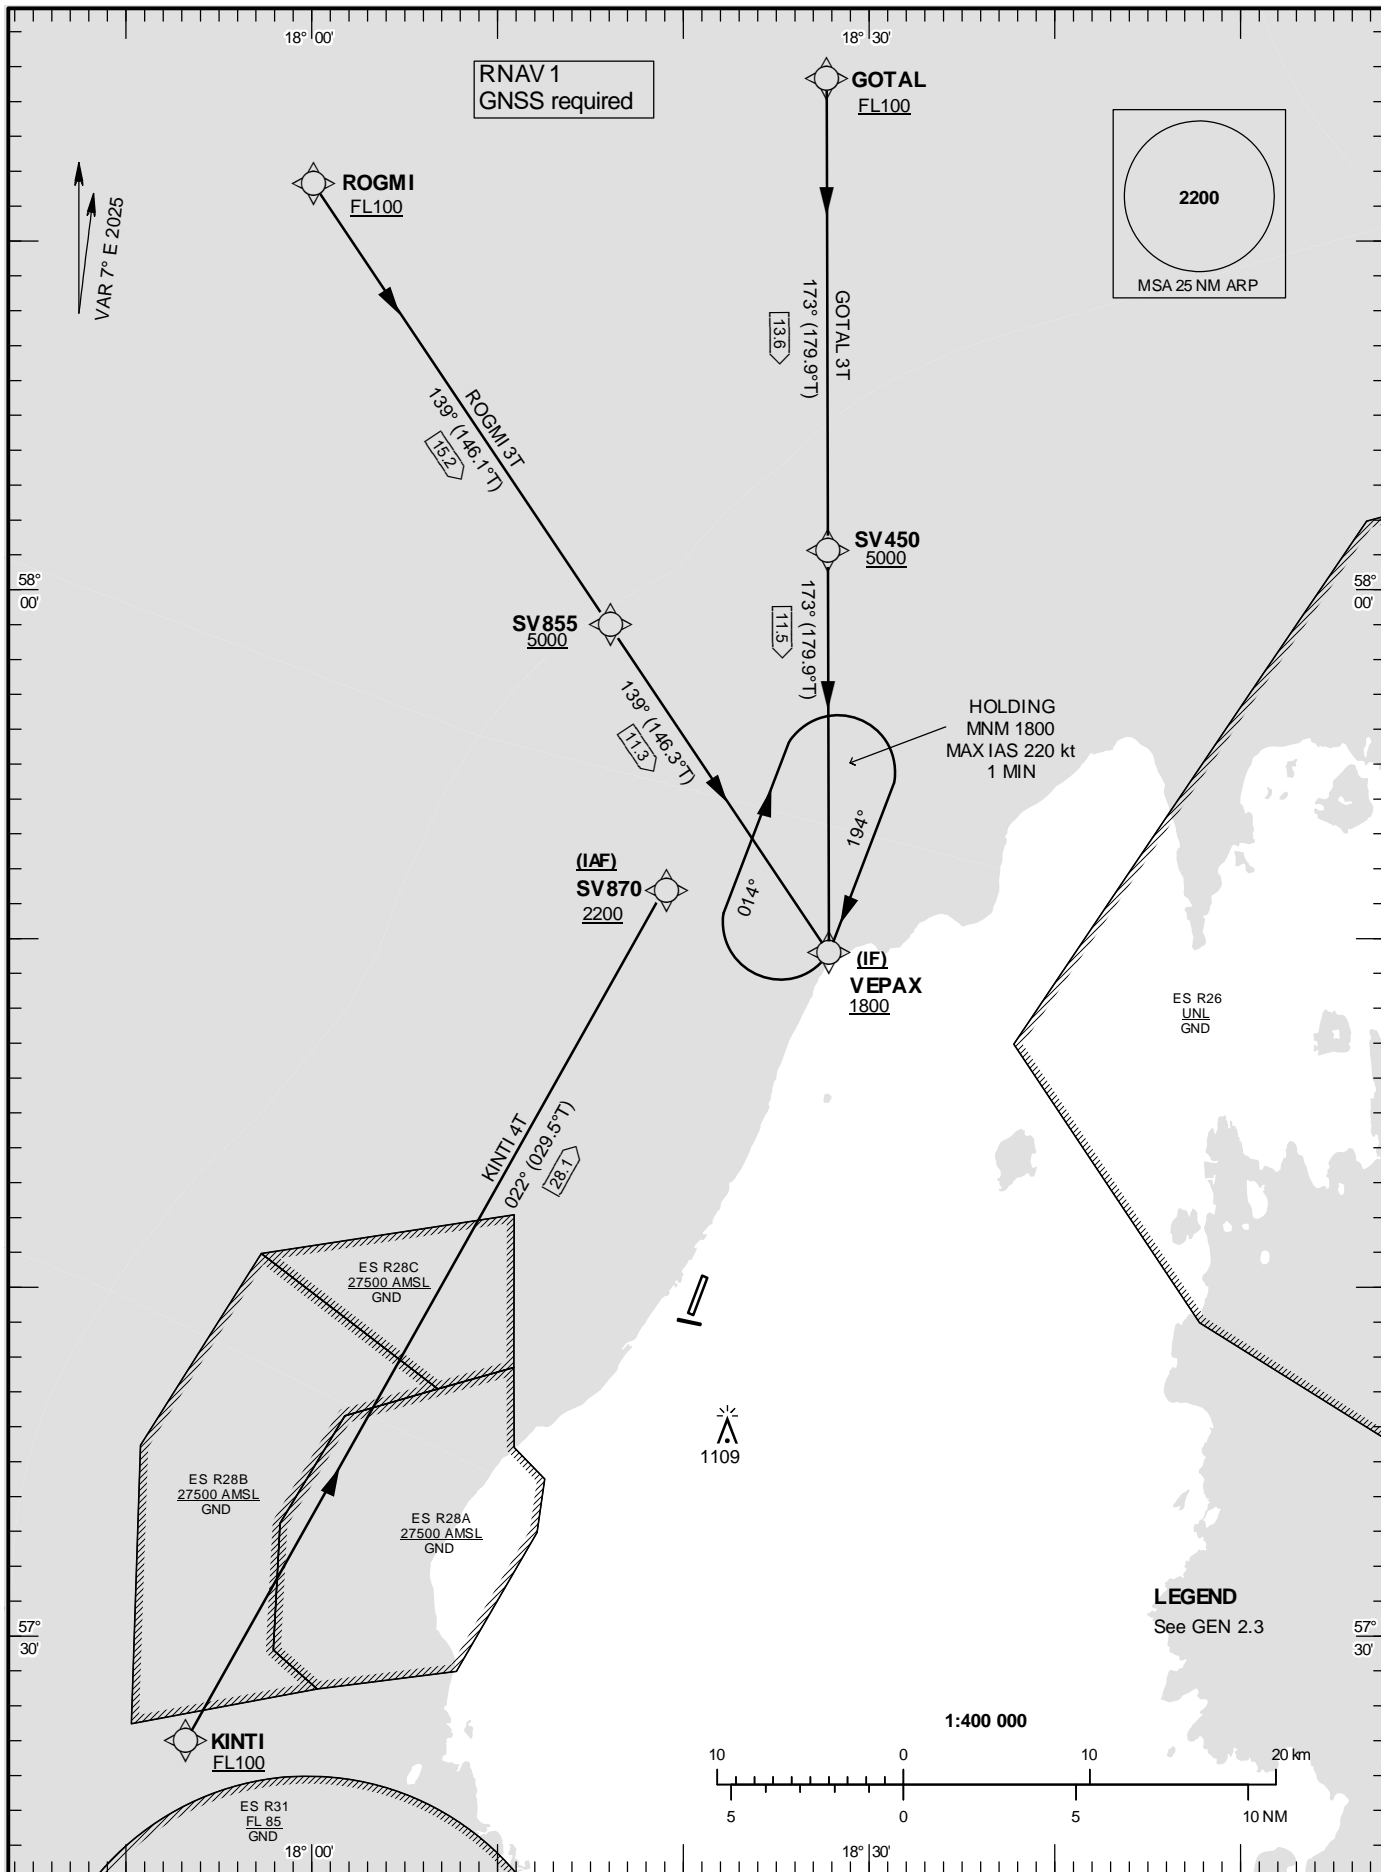 18° 00'
18° 30'
RNAV 1
GNSS required
GOTAL
FL100
ROGMI
FL100
2200
MSA 25 NM ARP
VAR 7° E 2025
GOTAL 3T
173° (179.9°T)
13.6
ROGMI 3T
139° (146.1°T)
15.2
SV450
5000
58°
00'
58°
00'
SV855
5000
173° (179.9°T)
11.5
139° (146.3°T)
11.3
HOLDING
MNM 1800
MAX IAS 220 kt
1 MIN
194°
014°
(IAF)
SV870
2200
(IF)
VEPAX
1800
ES R26
UNL
GND
KINTI 4T
022° (029.5°T)
28.1
ES R28C
27500 AMSL
GND
1109
ES R28B
27500 AMSL
GND
ES R28A
27500 AMSL
GND
LEGEND
See GEN 2.3
57°
30'
57°
30'
1:400 000
KINTI
FL100
10 0 10 20 km
5 0 5 10 NM
ES R31
FL 85
GND
18° 00'
18° 30'